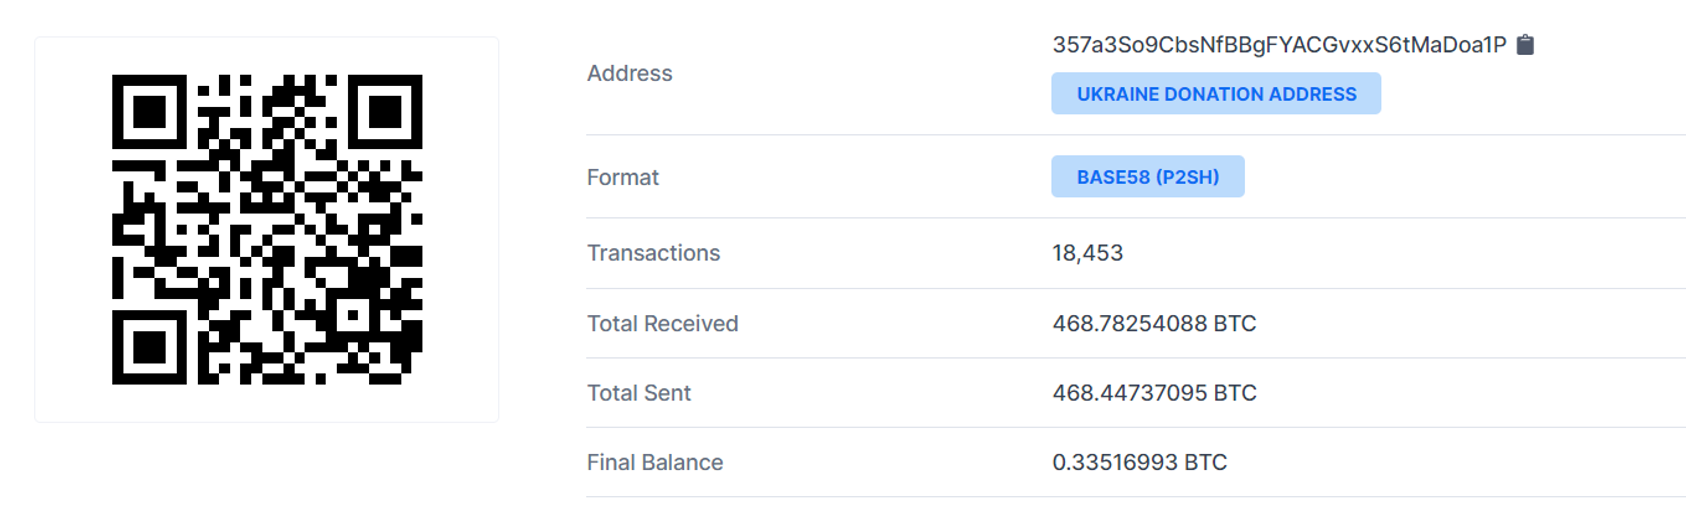 Address
357a3So9CbsNfBBgFYACGvxxS6tMaDoa1P
UKRAINE DONATION ADDRESS
Format
BASE58 (P2SH)
Transactions
18,453
Total Received
468.78254088 BTC
Total Sent
468.44737095 BTC
Final Balance
0.33516993 BTC